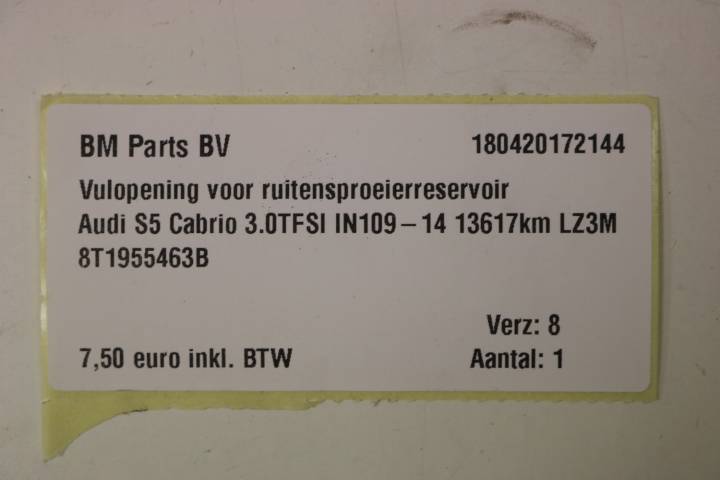 BM Parts BV 180420172144
Vulopening voor ruitensproeierreservoir
Audi S5 Cabrio 3.0TFSI IN109-14 13617km LZ3M
8T1955463B
Verz: 8
7,50 euro inkl. BTW Aantal: 1